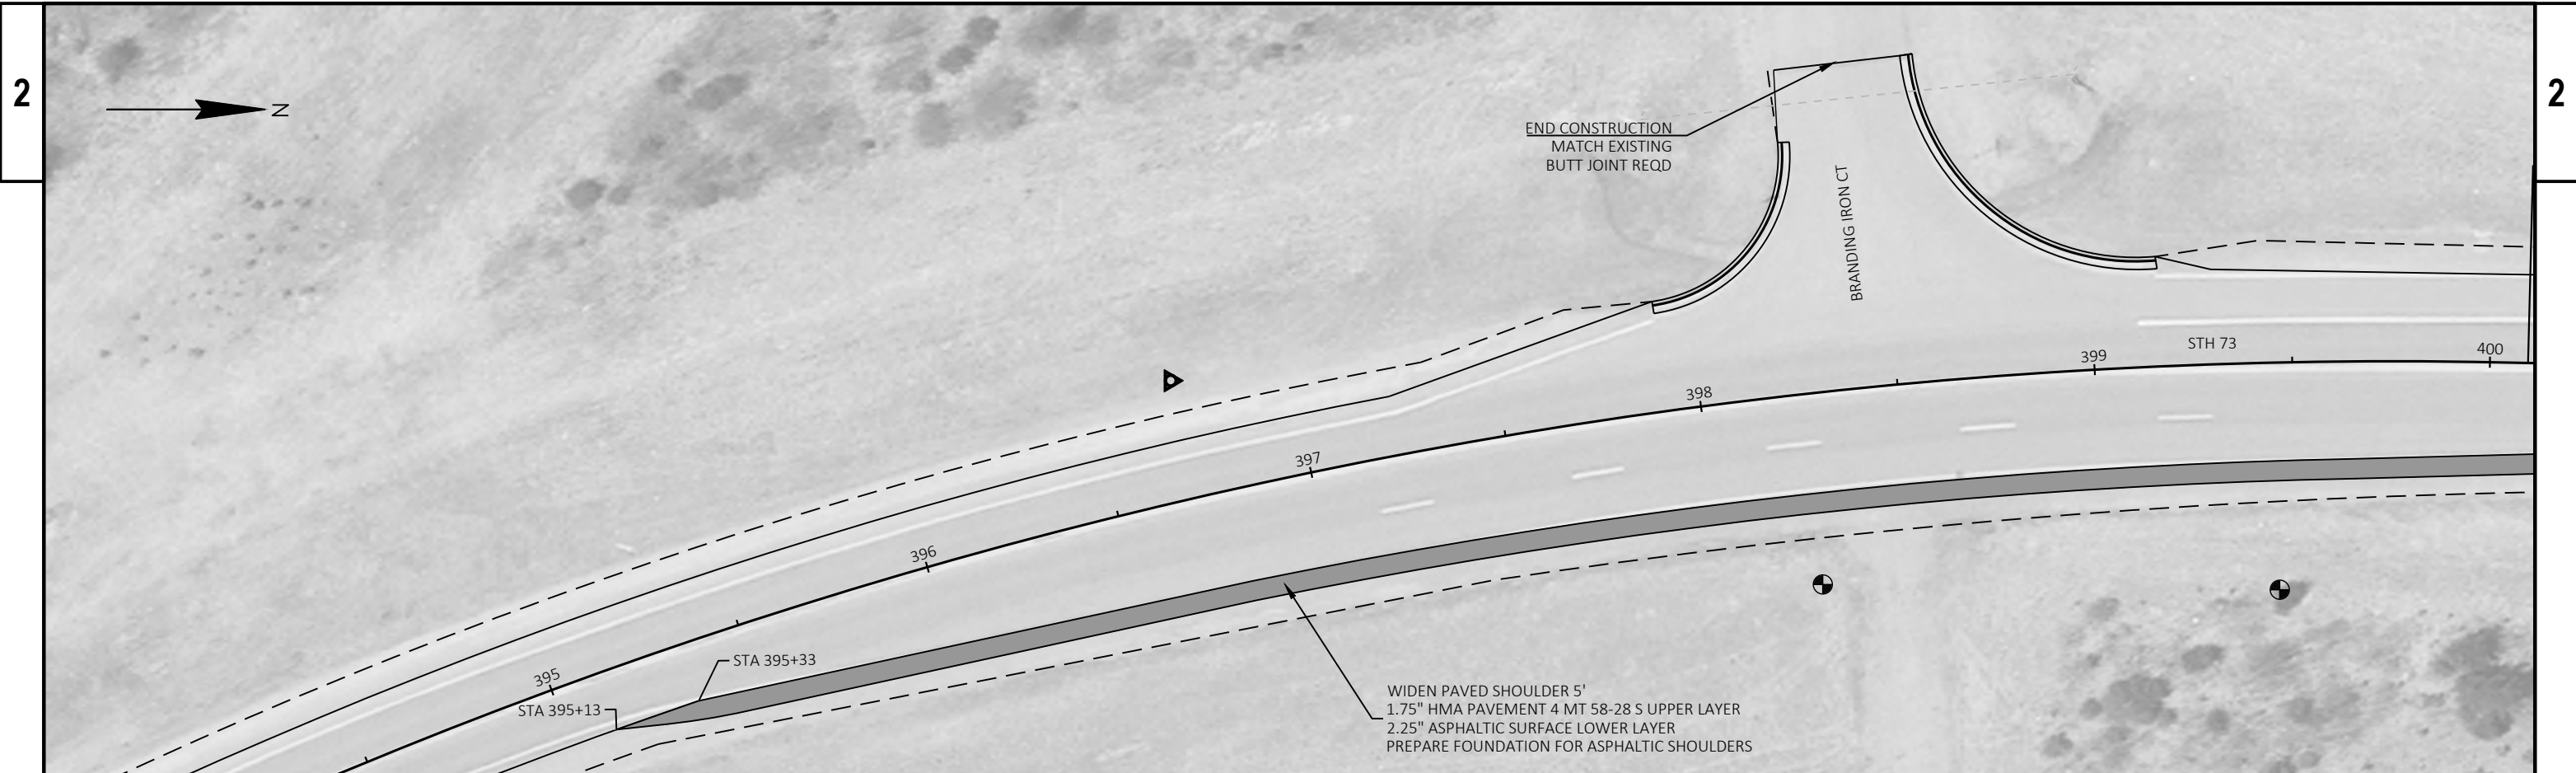 2
2
N
END CONSTRUCTION
MATCH EXISTING
BUTT JOINT REQD
BRANDING IRON CT
STH 73
400
399
398
397
396
395
STA 395+33
STA 395+13
WIDEN PAVED SHOULDER 5'
1.75" HMA PAVEMENT 4 MT 58-28 S UPPER LAYER
2.25" ASPHALTIC SURFACE LOWER LAYER
PREPARE FOUNDATION FOR ASPHALTIC SHOULDERS